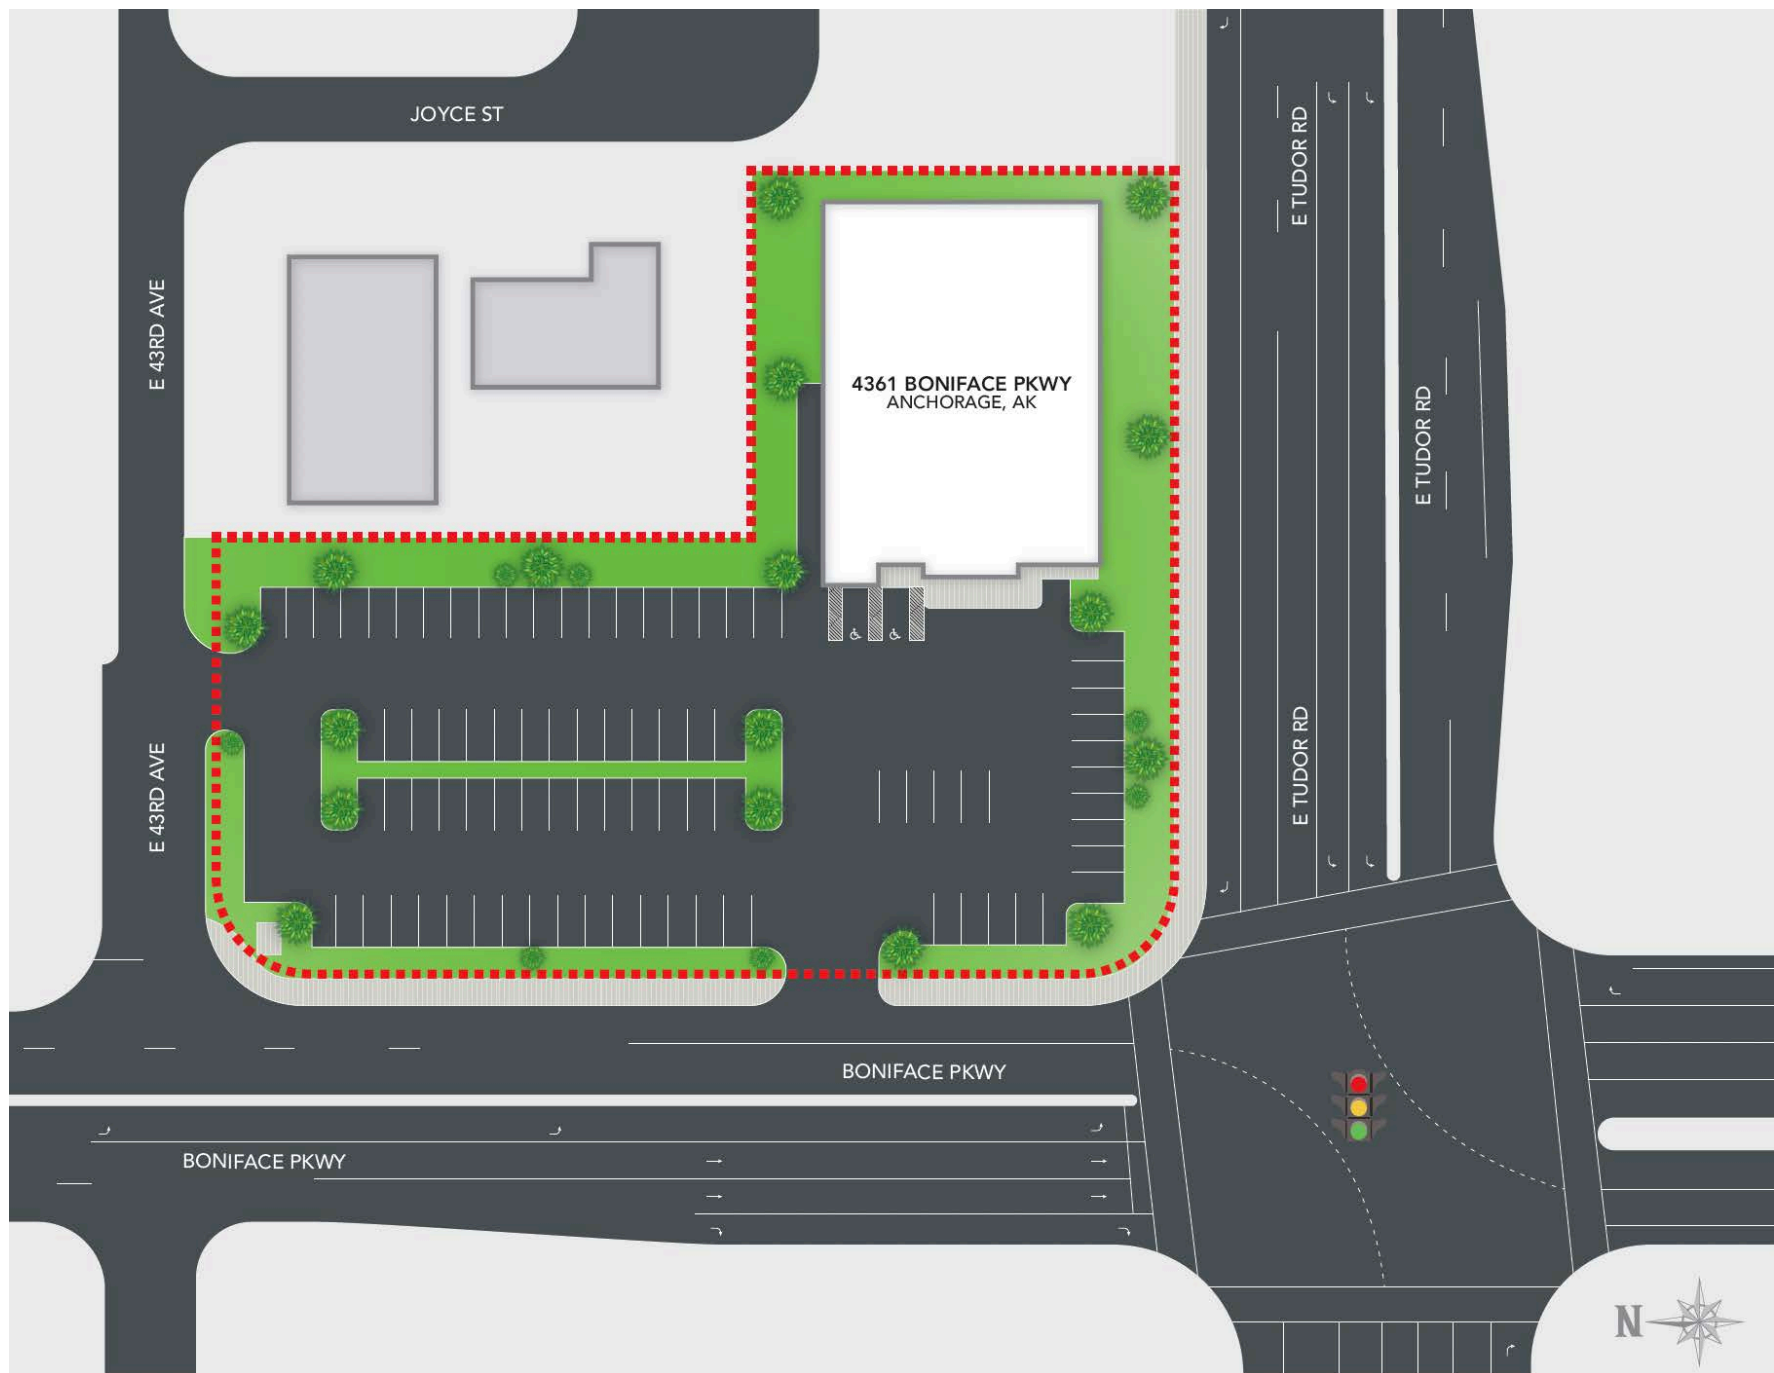 JOYCE ST
E TUDOR RD
E 43RD AVE
4361 BONIFACE PKWY
ANCHORAGE, AK
E TUDOR RD
E TUDOR RD
E 43RD AVE
BONIFACE PKWY
BONIFACE PKWY
N